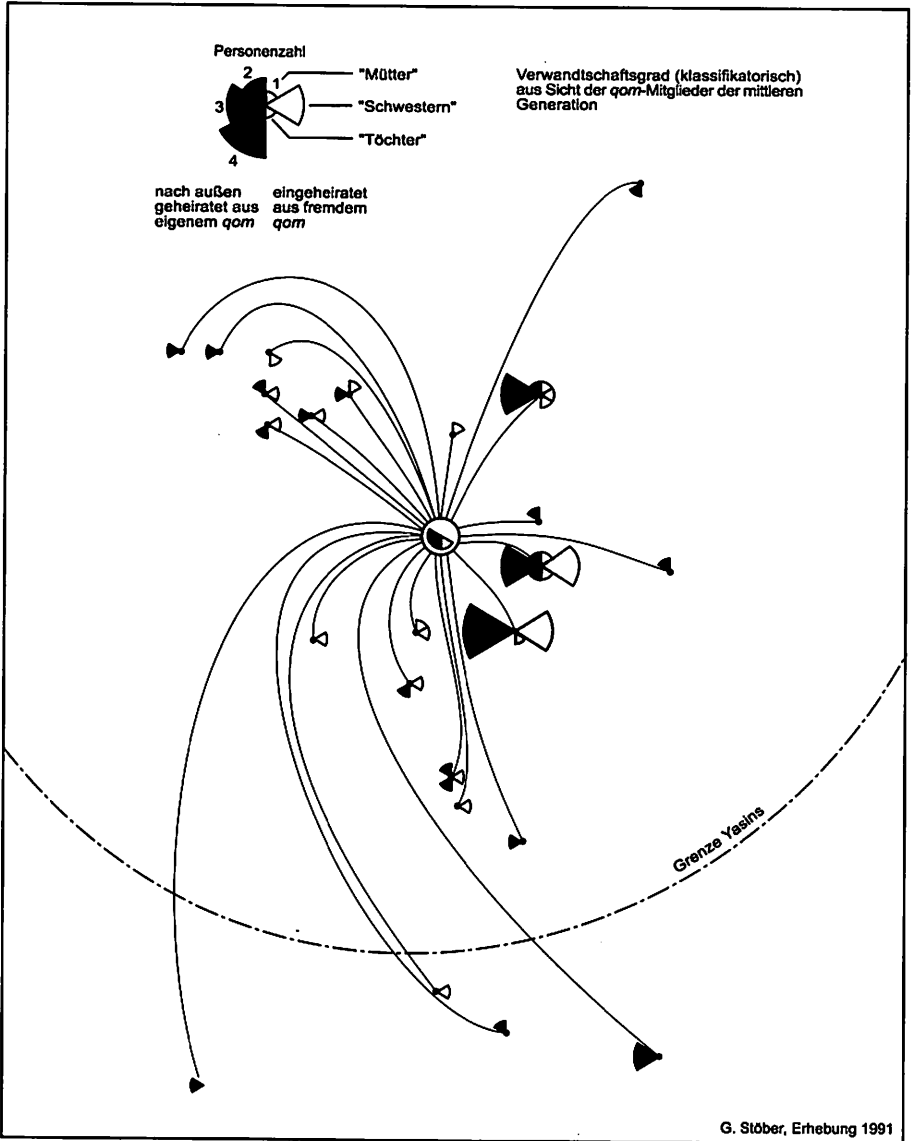 Personenzahl
2
1
"Mütter"
3
"Schwestern"
"Töchter"
4
nach außen
geheiratet aus
eigenem qom
eingeheiratet
aus fremdem
qom
Verwandtschaftsgrad (klassifikatorisch)
aus Sicht der qom-Mitglieder der mittleren
Generation
Grenze Yasins
G. Stöber, Erhebung 1991